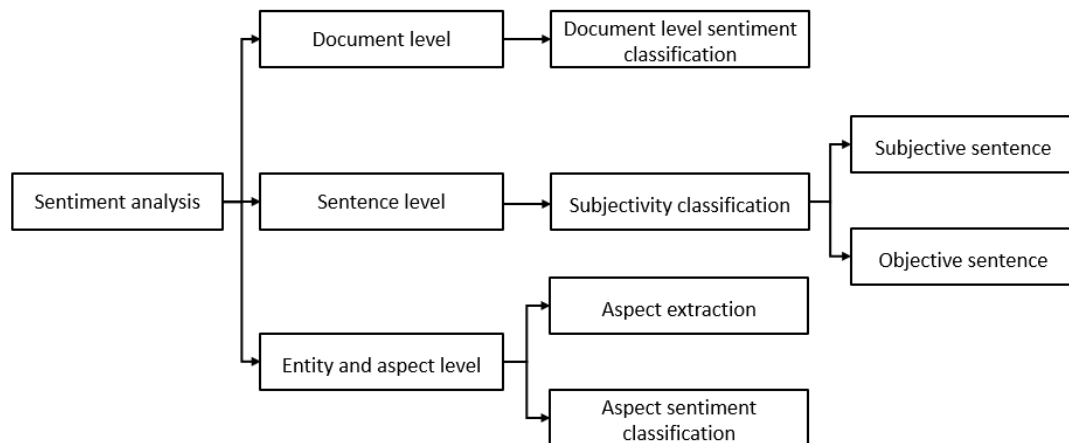 Document level
Document level sentiment
classification
Subjective sentence
Sentiment analysis
Sentence level
Subjectivity classification
Objective sentence
Aspect extraction
Entity and aspect level
Aspect sentiment
classification